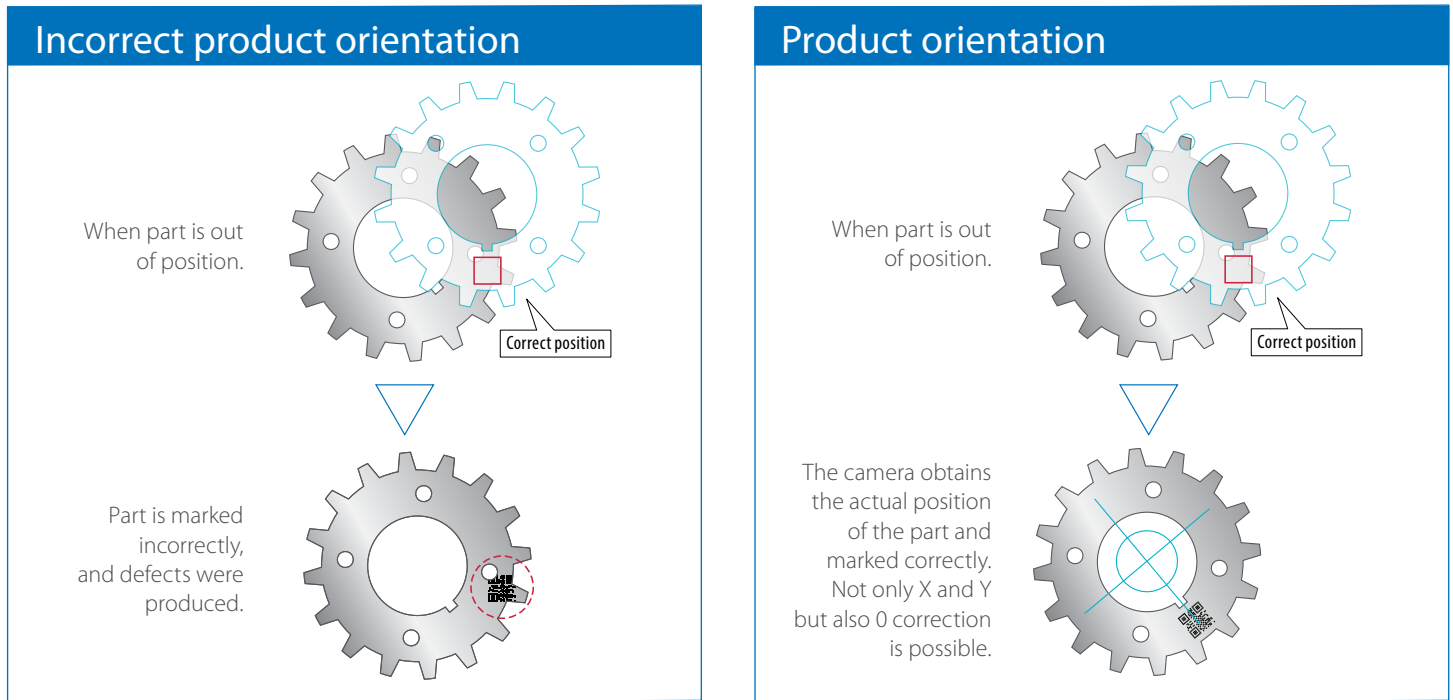 Incorrect product orientation
When part is out
of position.
Correct position
Part is marked
incorrectly,
and defects were
produced.
Product orientation
When part is out
of position.
Correct position
The camera obtains
the actual position
of the part and
marked correctly.
Not only X and Y
but also 0 correction
is possible.